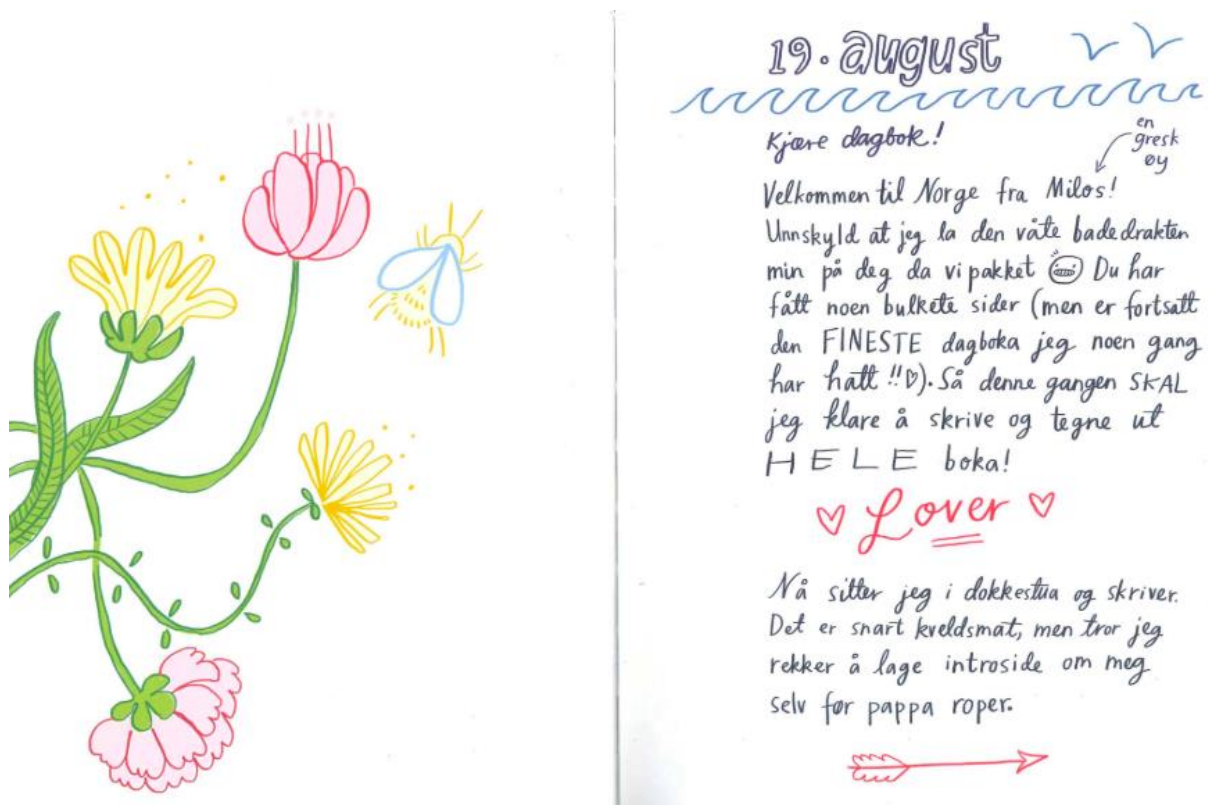 19. august
en
gresk
øy
Kjære dagbok!
Velkommen til Norge fra Milos!
Unnskyld at jeg la den våte badedrakten
min på deg da vi pakket Du har
fått noen bulkete sider (men er fortsatt
den FINESTE dagboka jeg noen gang
har hatt !!♡). Så denne gangen SKAL
jeg klare å skrive og tegne ut
HELE boka!
♡ Lover ♡
Nå sitter jeg i dokkestua og skriver.
Det er snart kveldsmat, men tror jeg
rekker å lage introside om meg
selv før pappa roper.